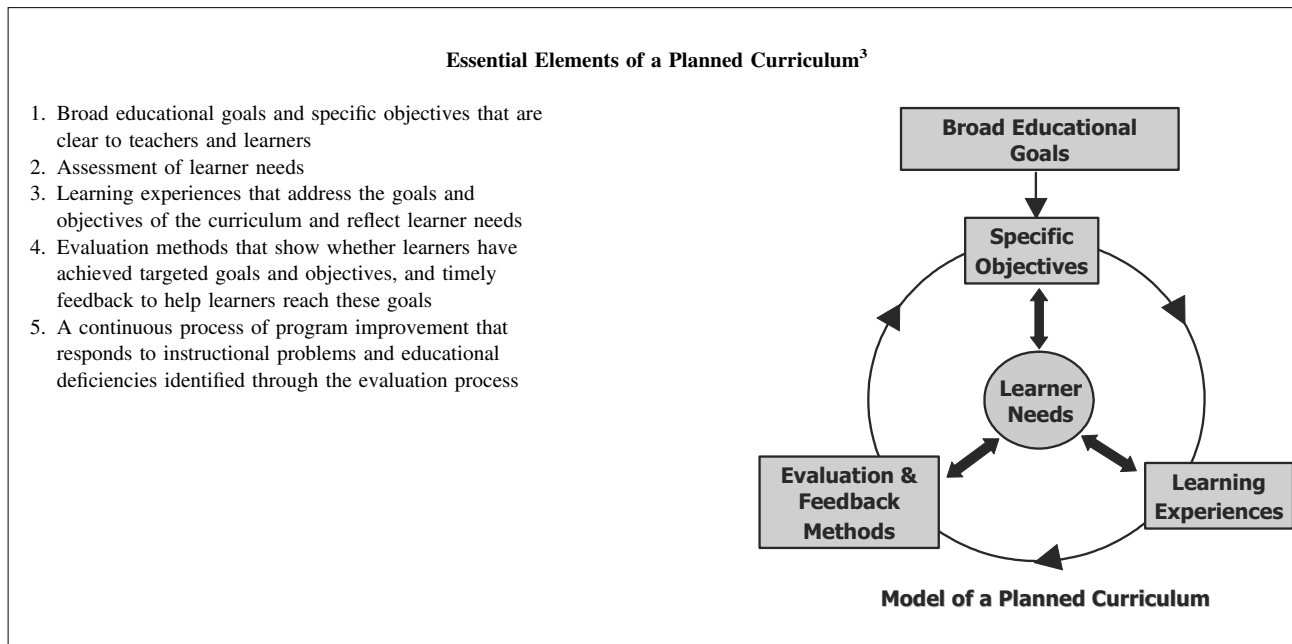 Essential Elements of a Planned Curriculum3
1. Broad educational goals and specific objectives that are
clear to teachers and learners
2. Assessment of learner needs
3. Learning experiences that address the goals and
objectives of the curriculum and reflect learner needs
4. Evaluation methods that show whether learners have
achieved targeted goals and objectives, and timely
feedback to help learners reach these goals
5. A continuous process of program improvement that
responds to instructional problems and educational
deficiencies identified through the evaluation process
Broad Educational
Goals
Specific
Objectives
Learner
Needs
Evaluation &
Feedback
Methods
Learning
Experiences
Model of a Planned Curriculum